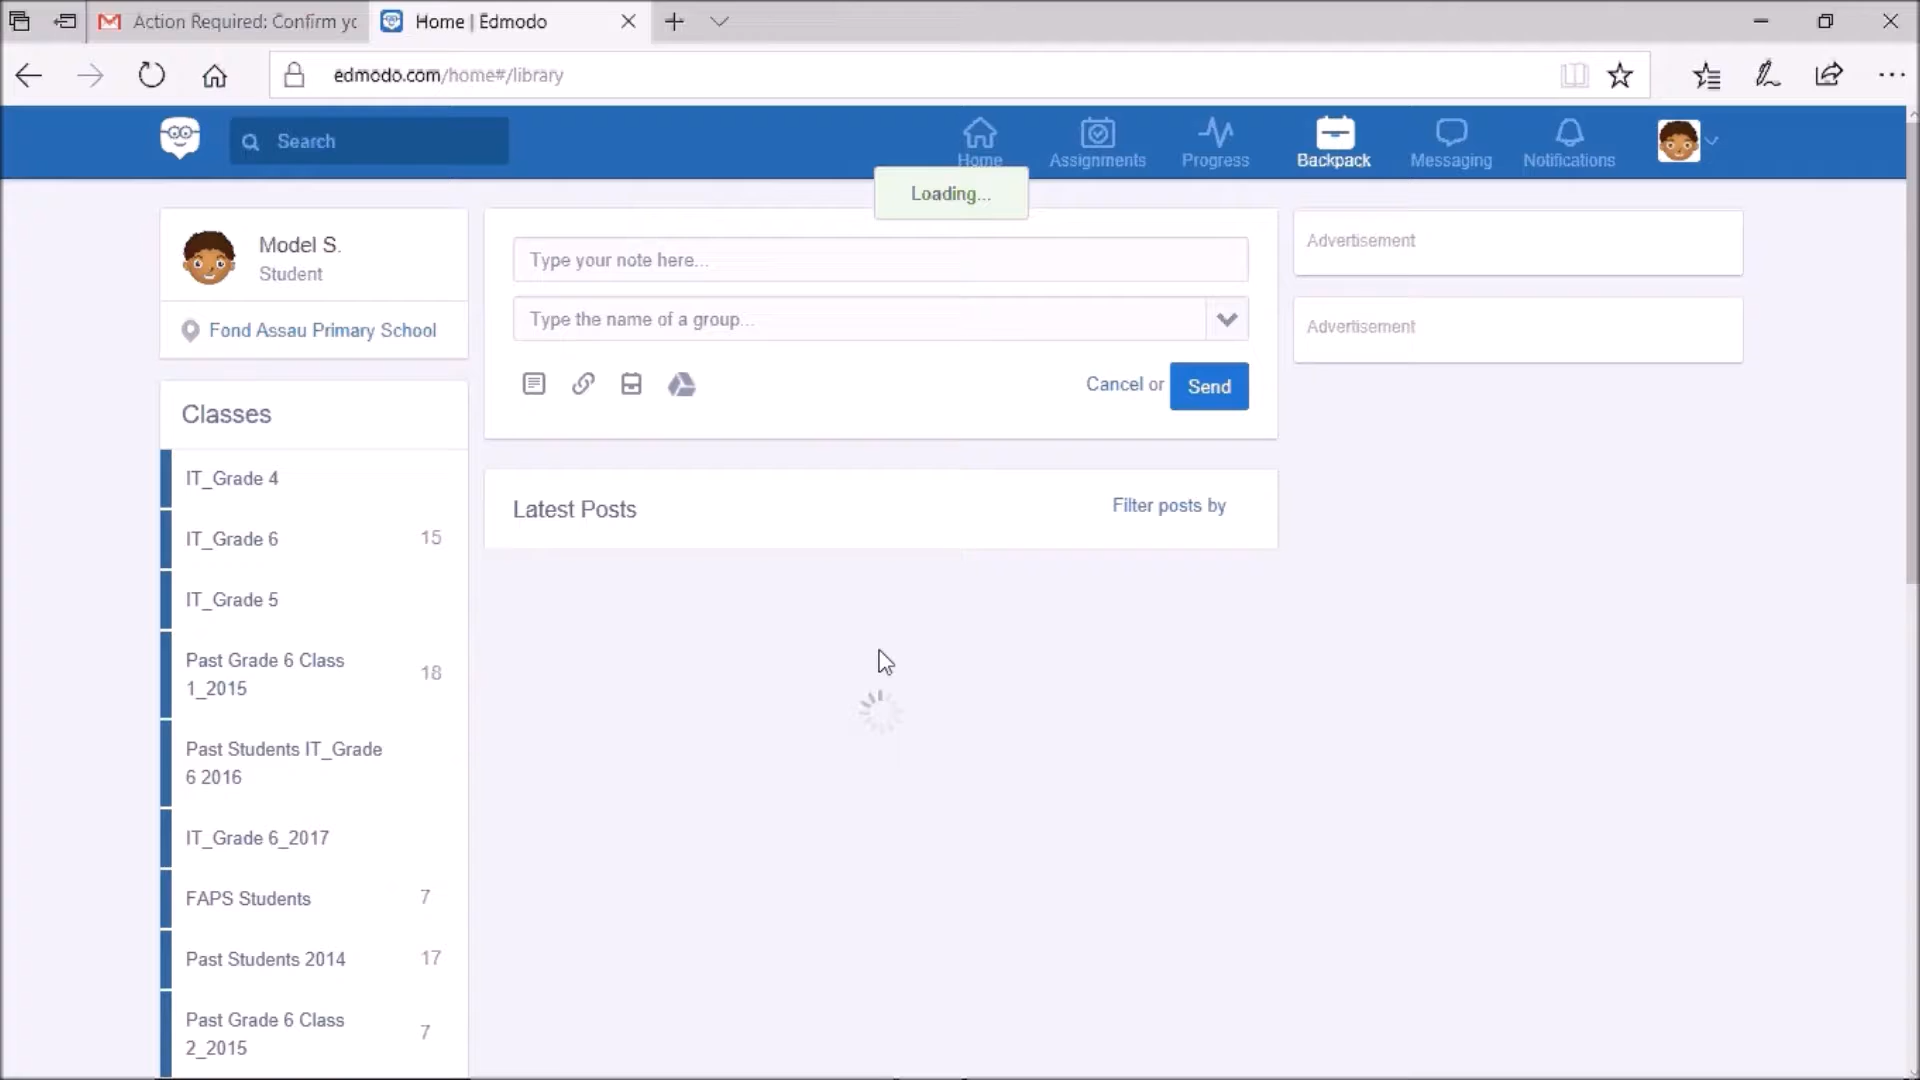 Action Required: Confirm yo
Home | Edmodo
edmodo.com/home#/library
Search
Home
Assignments
Progress
Backpack
Messaging
Notifications
Loading...
Model S.
Student
Fond Assau Primary School
Type your note here...
Type the name of a group...
Cancel or
Send
Advertisement
Advertisement
Classes
IT_Grade 4
IT_Grade 6 15
IT_Grade 5
Past Grade 6 Class
1_2015
18
Past Students IT_Grade
6 2016
IT_Grade 6_2017
FAPS Students 7
Past Students 2014 17
Past Grade 6 Class
2_2015
7
Latest Posts
Filter posts by